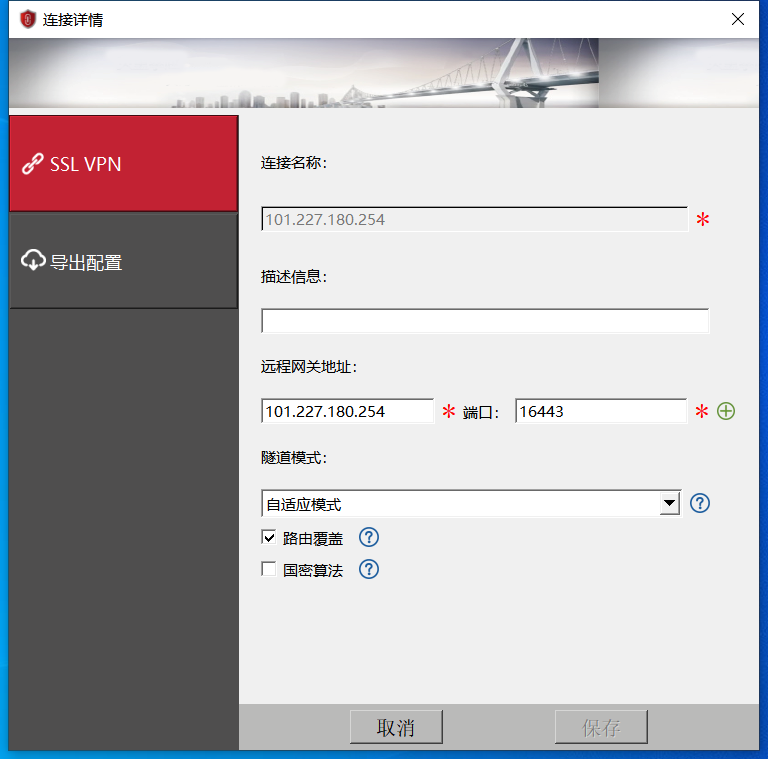 连接详情
SSL VPN
导出配置
连接名称：
101.227.180.254 *
描述信息：
远程网关地址：
101.227.180.254 * 端口： 16443 *
隧道模式：
自适应模式
路由覆盖
国密算法
取消 保存